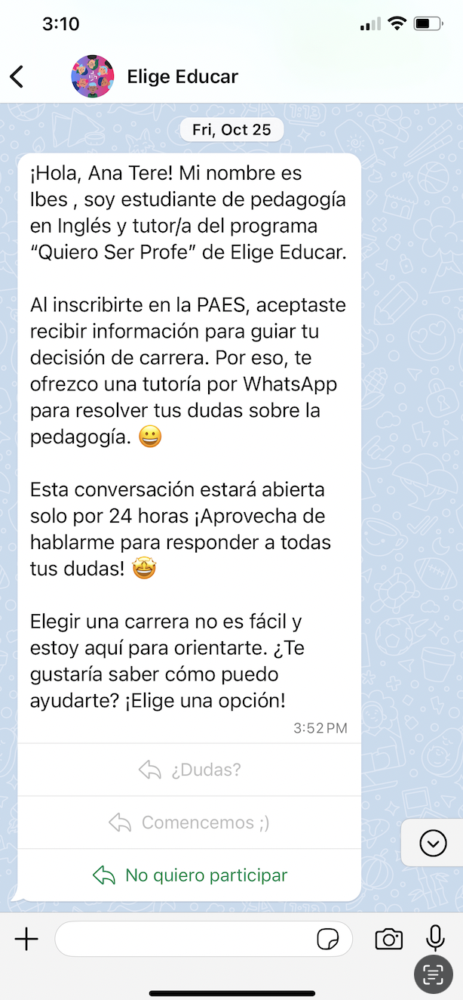 3:10
Elige Educar
Fri, Oct 25
¡Hola, Ana Tere! Mi nombre es
Ibes , soy estudiante de pedagogía
en Inglés y tutor/a del programa
“Quiero Ser Profe” de Elige Educar.
Al inscribirte en la PAES, aceptaste
recibir información para guiar tu
decisión de carrera. Por eso, te
ofrezco una tutoría por WhatsApp
para resolver tus dudas sobre la
pedagogía. 😀
Esta conversación estará abierta
solo por 24 horas ¡Aprovecha de
hablarme para responder a todas
tus dudas! 🤩
Elegir una carrera no es fácil y
estoy aquí para orientarte. ¿Te
gustaría saber cómo puedo
ayudarte? ¡Elige una opción!
3:52 PM
¿Dudas?
Comencemos ;)
No quiero participar